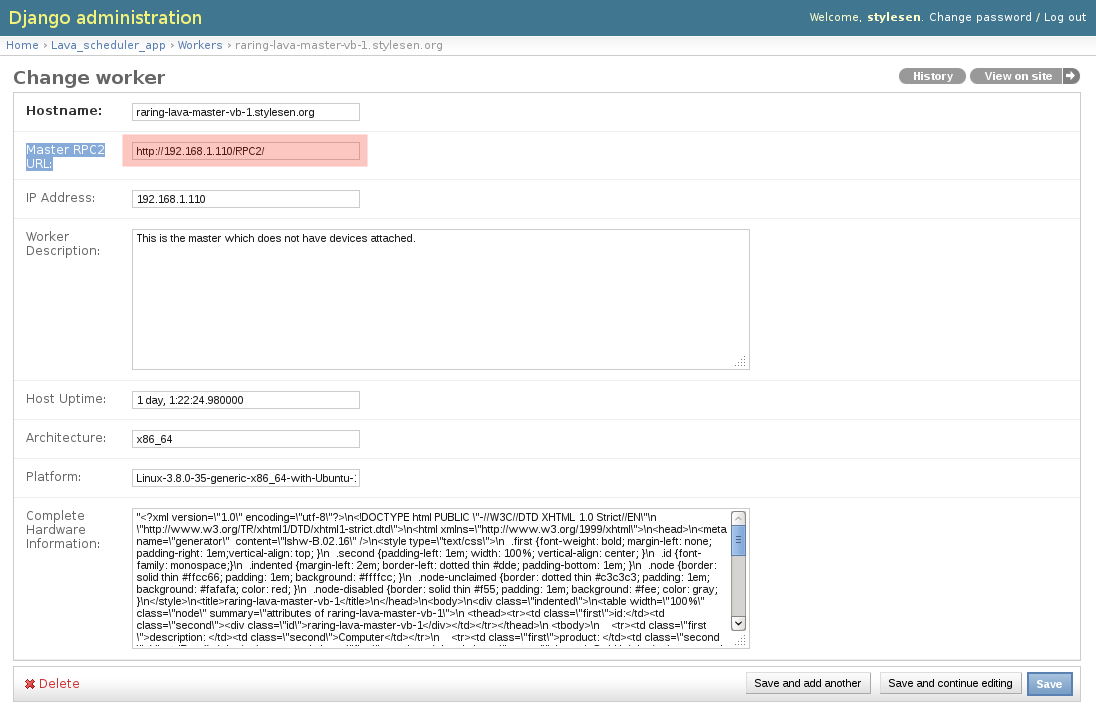 Django administration
Welcome, stylesen. Change password / Log out
Home › Lava_scheduler_app › Workers › raring-lava-master-vb-1.stylesen.org
Change worker
History
View on site
Hostname:
raring-lava-master-vb-1.stylesen.org
Master RPC2
URL:
http://192.168.1.110/RPC2/
IP Address:
192.168.1.110
Worker
Description:
This is the master which does not have devices attached.
Host Uptime:
1 day, 1:22:24.980000
Architecture:
x86_64
Platform:
Linux-3.8.0-35-generic-x86_64-with-Ubuntu-
Complete
Hardware
Information:
"<?xml version=\"1.0\" encoding=\"utf-8\"?>\n<!DOCTYPE html PUBLIC \"-//W3C//DTD XHTML 1.0 Strict//EN\"\n
\"http://www.w3.org/TR/xhtml1/DTD/xhtml1-strict.dtd\">\n<html xmlns=\"http://www.w3.org/1999/xhtml\">\n<head>\n<meta
name=\"generator\"  content=\"lshw-B.02.16\" />\n<style type=\"text/css\">\n  .first {font-weight: bold; margin-left: none;
padding-right: 1em;vertical-align: top; }\n  .second {padding-left: 1em; width: 100%; vertical-align: center; }\n  .id {font-
family: monospace;}\n  .indented {margin-left: 2em; border-left: dotted thin #dde; padding-bottom: 1em; }\n  .node {border:
solid thin #ffcc66; padding: 1em; background: #ffffcc; }\n  .node-unclaimed {border: dotted thin #c3c3c3; padding: 1em;
background: #fafafa; color: red; }\n  .node-disabled {border: solid thin #f55; padding: 1em; background: #fee; color: gray;
}\n</style>\n<title>raring-lava-master-vb-1</title>\n</head>\n<body>\n<div class=\"indented\">\n<table width=\"100%\"
class=\"node\" summary=\"attributes of raring-lava-master-vb-1\">\n <thead><tr><td class=\"first\">id:</td><td
class=\"second\"><div class=\"id\">raring-lava-master-vb-1</div></td></tr></thead>\n <tbody>\n    <tr><td class=\"first
\">description: </td><td class=\"second\">Computer</td></tr>\n    <tr><td class=\"first\">product: </td><td class=\"second
Delete
Save and add another
Save and continue editing
Save